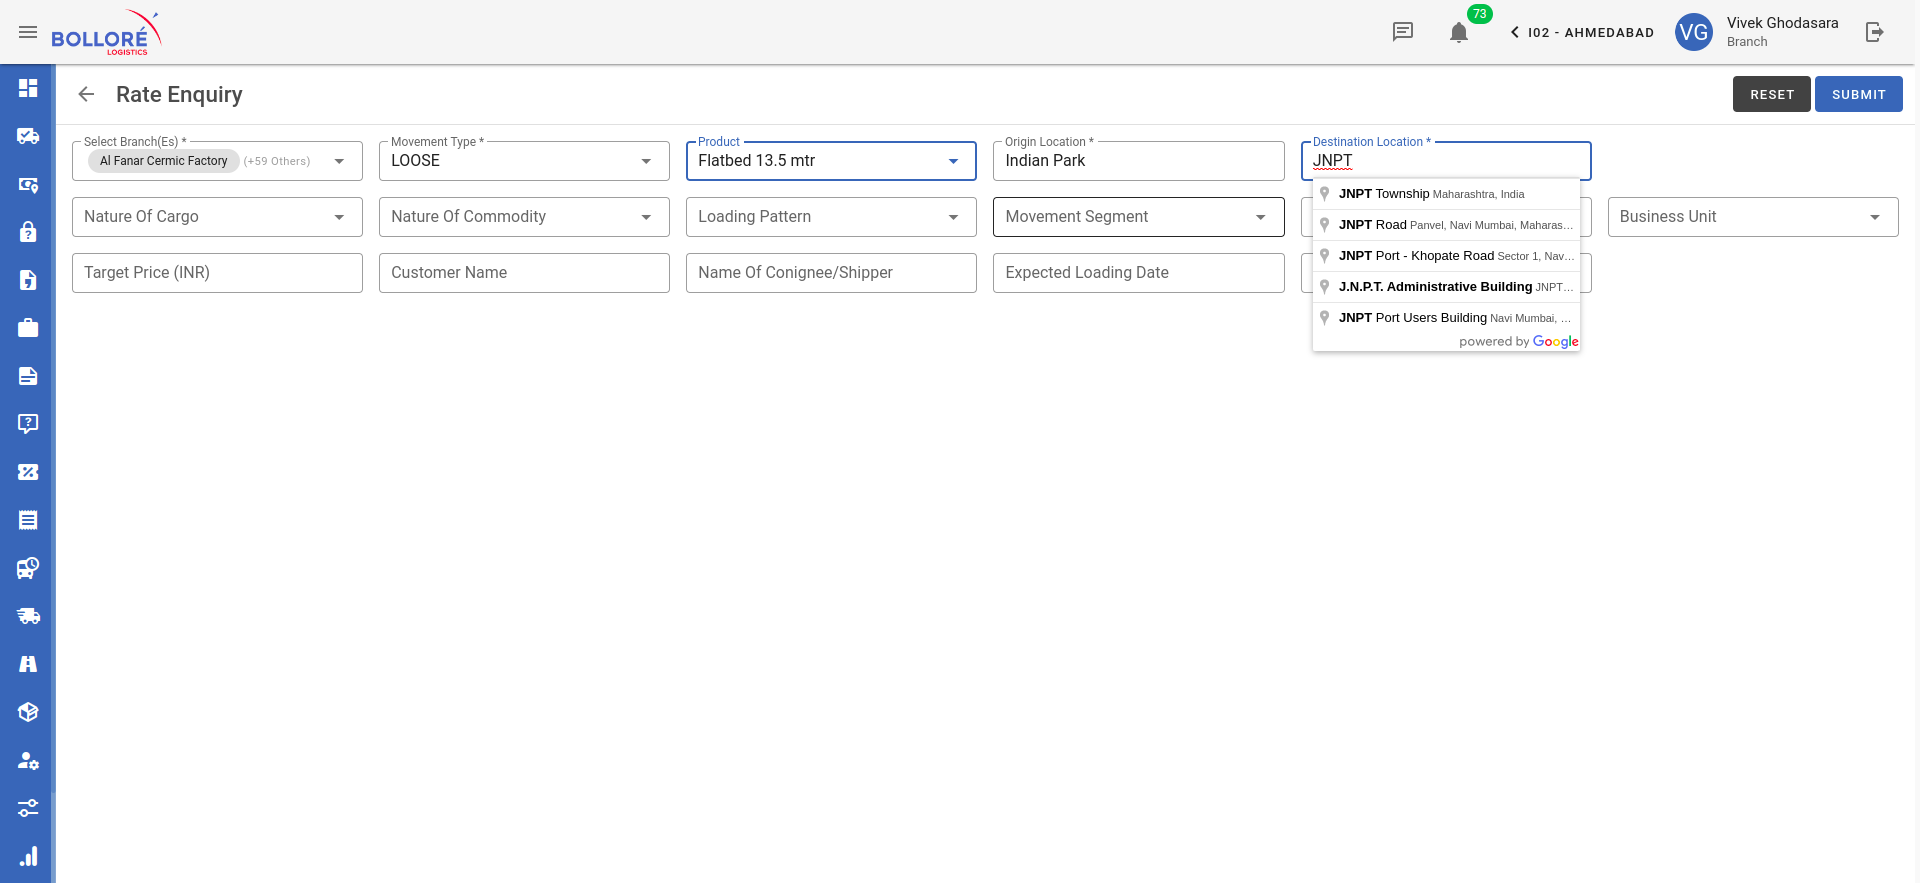 BOLLORÉ
LOGISTICS
73
I02 - AHMEDABAD
VG
Vivek Ghodasara
Branch
Rate Enquiry
RESET
SUBMIT
Select Branch(Es) *
Al Fanar Cermic Factory
(+59 Others)
Movement Type *
LOOSE
Product
Flatbed 13.5 mtr
Origin Location *
Indian Park
Destination Location *
JNPT
JNPT Township Maharashtra, India
JNPT Road Panvel, Navi Mumbai, Maharas...
JNPT Port - Khopate Road Sector 1, Nav...
J.N.P.T. Administrative Building JNPT...
JNPT Port Users Building Navi Mumbai, ...
powered by Google
Nature Of Cargo
Nature Of Commodity
Loading Pattern
Movement Segment
Business Unit
Target Price (INR)
Customer Name
Name Of Conignee/Shipper
Expected Loading Date